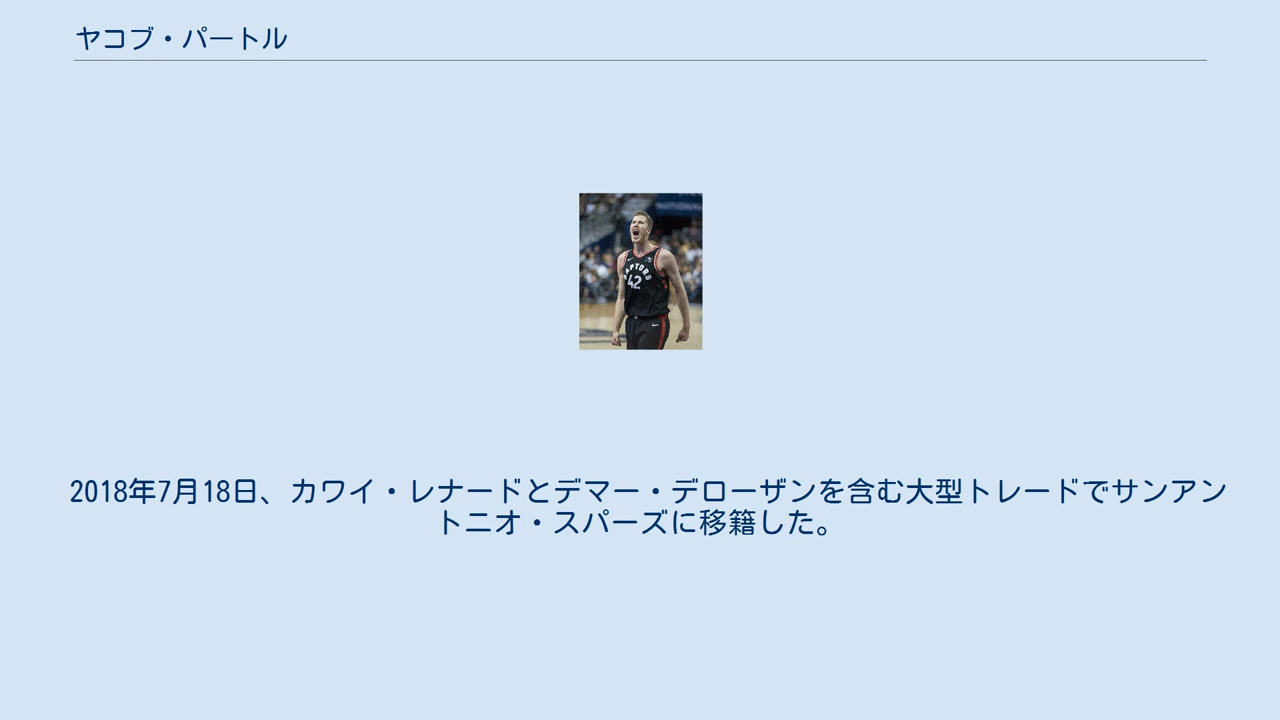 ヤコブ・パートル
RAPTORS
42
2018年7月18日、カワイ・レナードとデマー・デローザンを含む大型トレードでサンアン
トニオ・スパーズに移籍した。